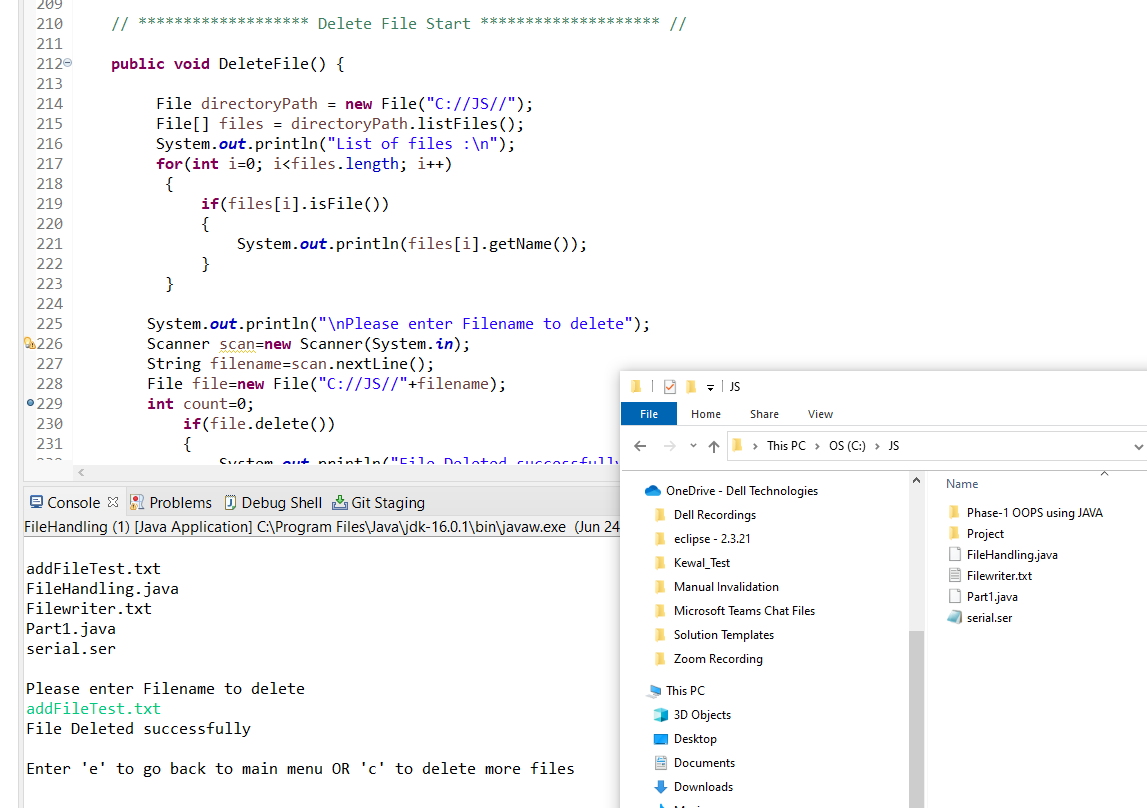 209
210 // ******************* Delete File Start ******************** //
211
212 public void DeleteFile() {
213
214 File directoryPath = new File("C://JS//");
215 File[] files = directoryPath.listFiles();
216 System.out.println("List of files :\n");
217 for(int i=0; i<files.length; i++)
218 {
219 if(files[i].isFile())
220 {
221 System.out.println(files[i].getName());
222 }
223 }
224
225 System.out.println("\nPlease enter Filename to delete");
226 Scanner scan=new Scanner(System.in);
227 String filename=scan.nextLine();
228 File file=new File("C://JS//"+filename);
229 int count=0;
230 if(file.delete())
231 {
System.out.println("File Deleted successfully
Console Problems Debug Shell Git Staging
FileHandling (1) [Java Application] C:\Program Files\Java\jdk-16.0.1\bin\javaw.exe (Jun 24
addFileTest.txt
FileHandling.java
Filewriter.txt
Part1.java
serial.ser
Please enter Filename to delete
addFileTest.txt
File Deleted successfully
Enter 'e' to go back to main menu OR 'c' to delete more files
JS
File Home Share View
This PC OS (C:) JS
OneDrive - Dell Technologies
Dell Recordings
eclipse - 2.3.21
Kewal_Test
Manual Invalidation
Microsoft Teams Chat Files
Solution Templates
Zoom Recording
This PC
3D Objects
Desktop
Documents
Downloads
Name
Phase-1 OOPS using JAVA
Project
FileHandling.java
Filewriter.txt
Part1.java
serial.ser